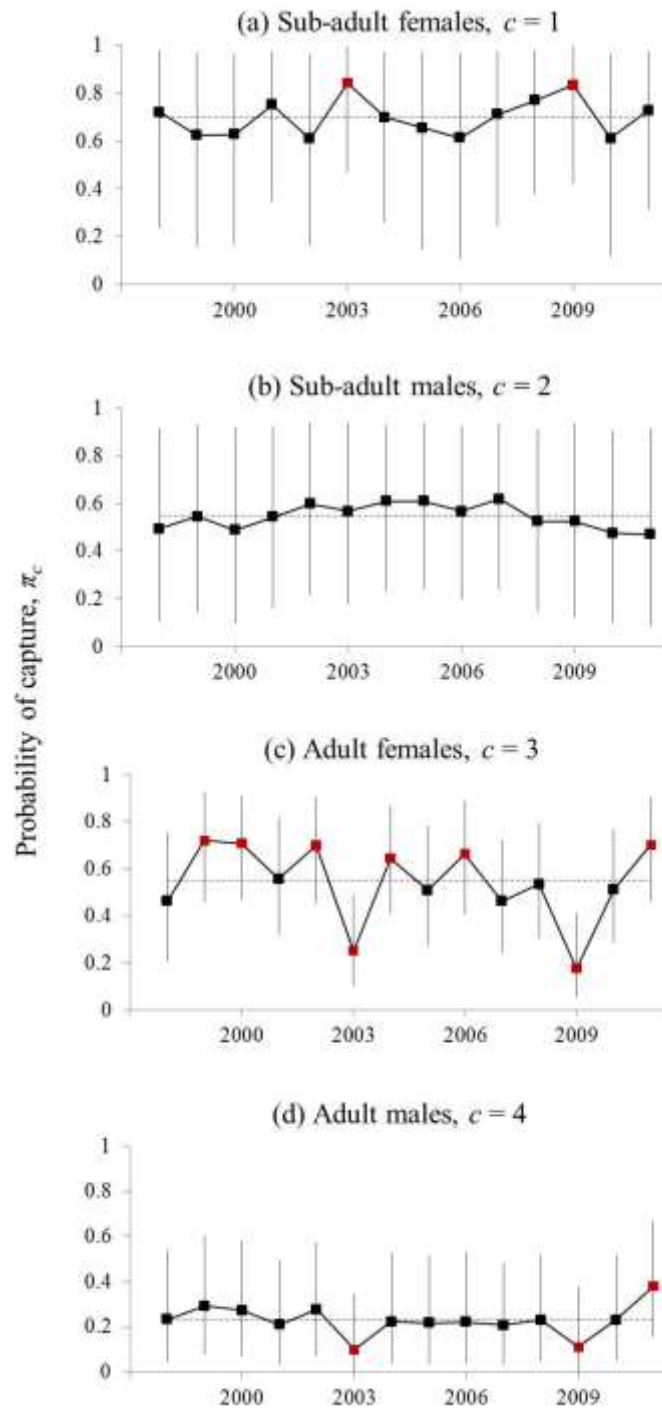 (a) Sub-adult females, c = 1
1
0.8
0.6
0.4
0.2
0
2000 2003 2006 2009
(b) Sub-adult males, c = 2
1
0.8
0.6
0.4
0.2
0
2000 2003 2006 2009
Probability of capture, πc
(c) Adult females, c = 3
1
0.8
0.6
0.4
0.2
0
2000 2003 2006 2009
(d) Adult males, c = 4
1
0.8
0.6
0.4
0.2
0
2000 2003 2006 2009